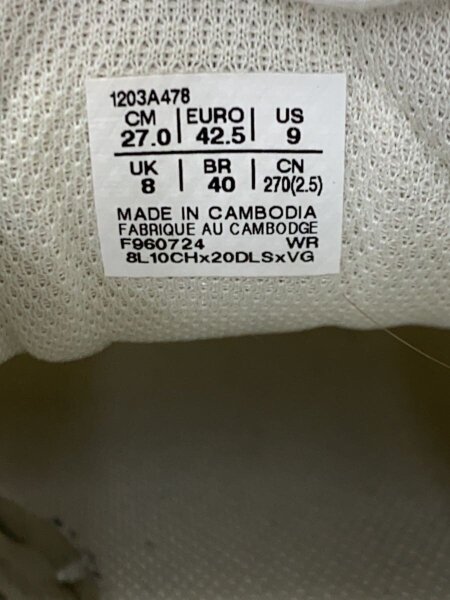 1203A478
CM | EURO | US
27.0 | 42.5 | 9
UK | BR | CN
8 | 40 | 270(2.5)
MADE IN CAMBODIA
FABRIQUE AU CAMBODGE
F960724 WR
8L10CHx20DLSxVG